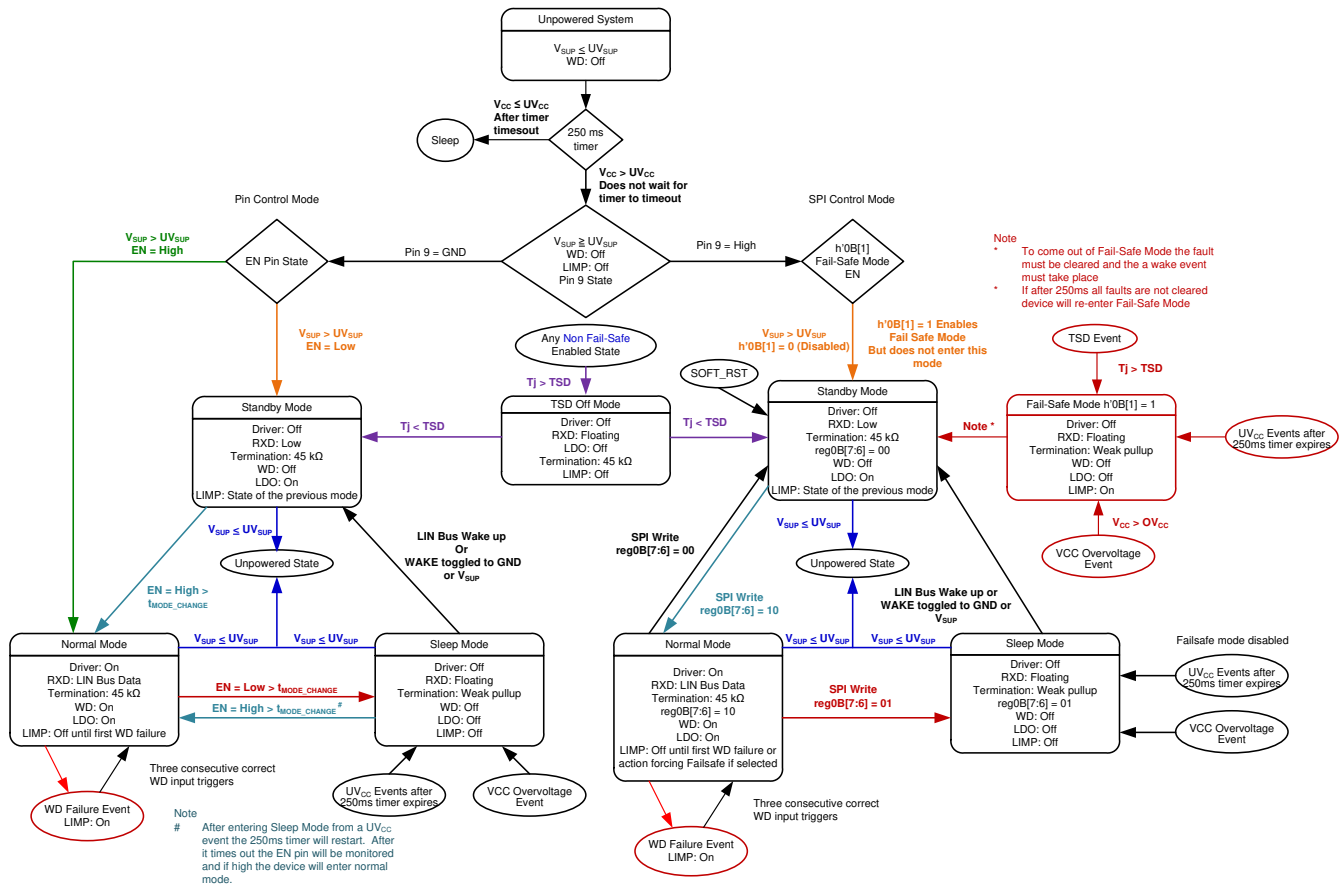 Unpowered System
VSUP ≤ UVSUP
WD: Off
VCC ≤ UVCC
After timer
timesout
Sleep
250 ms
timer
VCC > UVCC
Does not wait for
timer to timeout
Pin Control Mode
SPI Control Mode
VSUP > UVSUP
EN = High
EN Pin State
Pin 9 = GND
VSUP ≧ UVSUP
WD: Off
LIMP: Off
Pin 9 State
Pin 9 = High
h'0B[1]
Fail-Safe Mode
EN
Note
* To come out of Fail-Safe Mode the fault
must be cleared and the a wake event
must take place
* If after 250ms all faults are not cleared
device will re-enter Fail-Safe Mode
VSUP > UVSUP
EN = Low
Any Non Fail-Safe
Enabled State
VSUP > UVSUP
h'0B[1] = 0 (Disabled)
h'0B[1] = 1 Enables
Fail Safe Mode
But does not enter this
mode
TSD Event
SOFT_RST
Tj > TSD
Tj > TSD
Standby Mode
Driver: Off
RXD: Low
Termination: 45 kΩ
WD: Off
LDO: On
LIMP: State of the previous mode
Tj < TSD
TSD Off Mode
Driver: Off
RXD: Floating
LDO: Off
Termination: 45 kΩ
LIMP: Off
Tj < TSD
Standby Mode
Driver: Off
RXD: Low
Termination: 45 kΩ
reg0B[7:6] = 00
WD: Off
LDO: On
LIMP: State of the previous mode
Note *
Fail-Safe Mode h'0B[1] = 1
Driver: Off
RXD: Floating
Termination: Weak pullup
WD: Off
LDO: Off
LIMP: On
UVCC Events after
250ms timer expires
VCC > OVCC
VCC Overvoltage
Event
VSUP ≤ UVSUP
Unpowered State
LIN Bus Wake up
Or
WAKE toggled to GND
or VSUP
EN = High >
tMODE_CHANGE
SPI Write
reg0B[7:6] = 00
VSUP ≤ UVSUP
Unpowered State
SPI Write
reg0B[7:6] = 10
LIN Bus Wake up or
WAKE toggled to GND or
VSUP
Normal Mode
Driver: On
RXD: LIN Bus Data
Termination: 45 kΩ
WD: On
LDO: On
LIMP: Off until first WD failure
VSUP ≤ UVSUP
VSUP ≤ UVSUP
EN = Low > tMODE_CHANGE
EN = High > tMODE_CHANGE #
Sleep Mode
Driver: Off
RXD: Floating
Termination: Weak pullup
WD: Off
LDO: Off
LIMP: Off
Normal Mode
Driver: On
RXD: LIN Bus Data
Termination: 45 kΩ
reg0B[7:6] = 10
WD: On
LDO: On
LIMP: Off until first WD failure or
action forcing Failsafe if selected
VSUP ≤ UVSUP
VSUP ≤ UVSUP
SPI Write
reg0B[7:6] = 01
Sleep Mode
Driver: Off
RXD: Floating
Termination: Weak pullup
reg0B[7:6] = 01
WD: Off
LDO: Off
LIMP: Off
Failsafe mode disabled
UVCC Events after
250ms timer expires
VCC Overvoltage
Event
Three consecutive correct
WD input triggers
WD Failure Event
LIMP: On
UVCC Events after
250ms timer expires
VCC Overvoltage
Event
Note
# After entering Sleep Mode from a UVCC
event the 250ms timer will restart. After
it times out the EN pin will be monitored
and if high the device will enter normal
mode.
Three consecutive correct
WD input triggers
WD Failure Event
LIMP: On